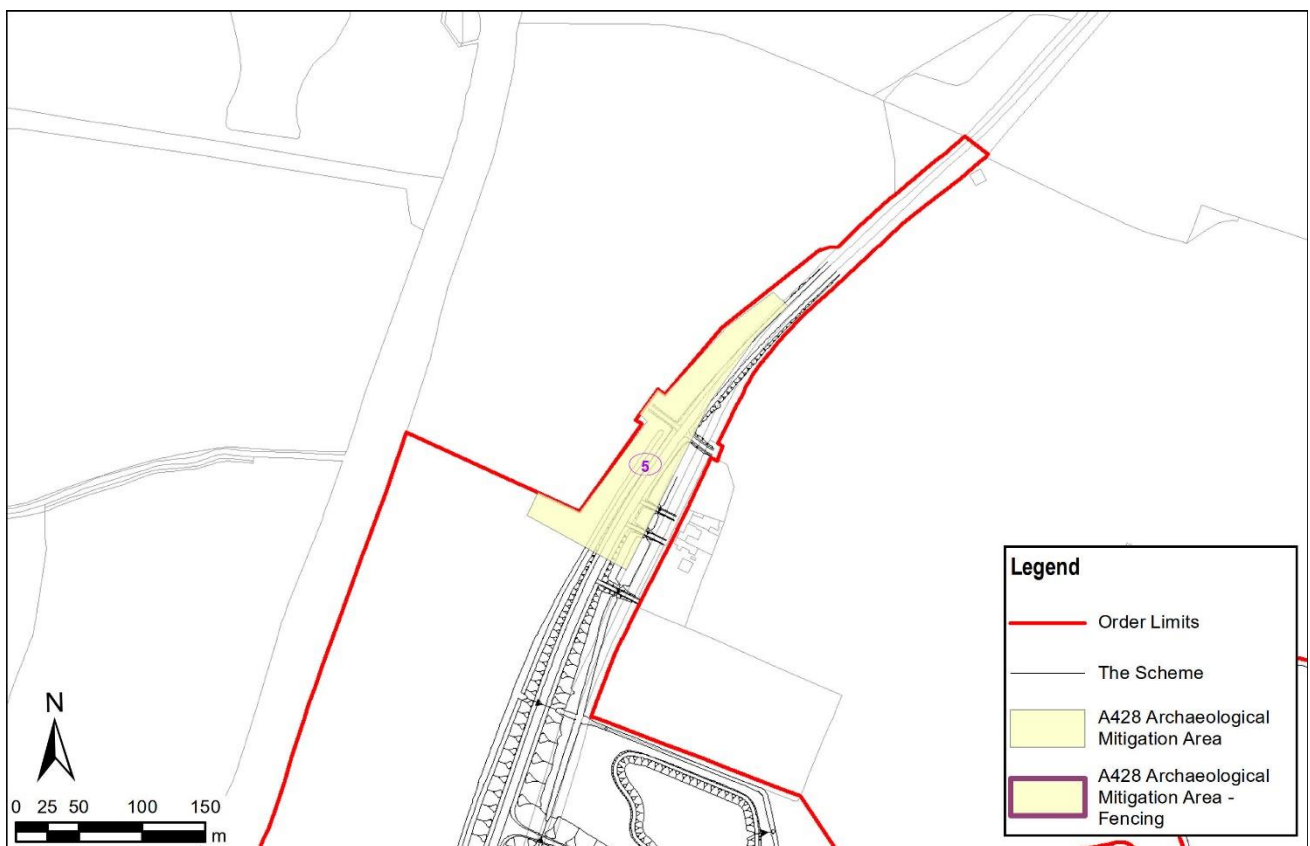 5
Legend
Order Limits
The Scheme
A428 Archaeological
Mitigation Area
A428 Archaeological
Mitigation Area -
Fencing
N
0 25 50 100 150
m